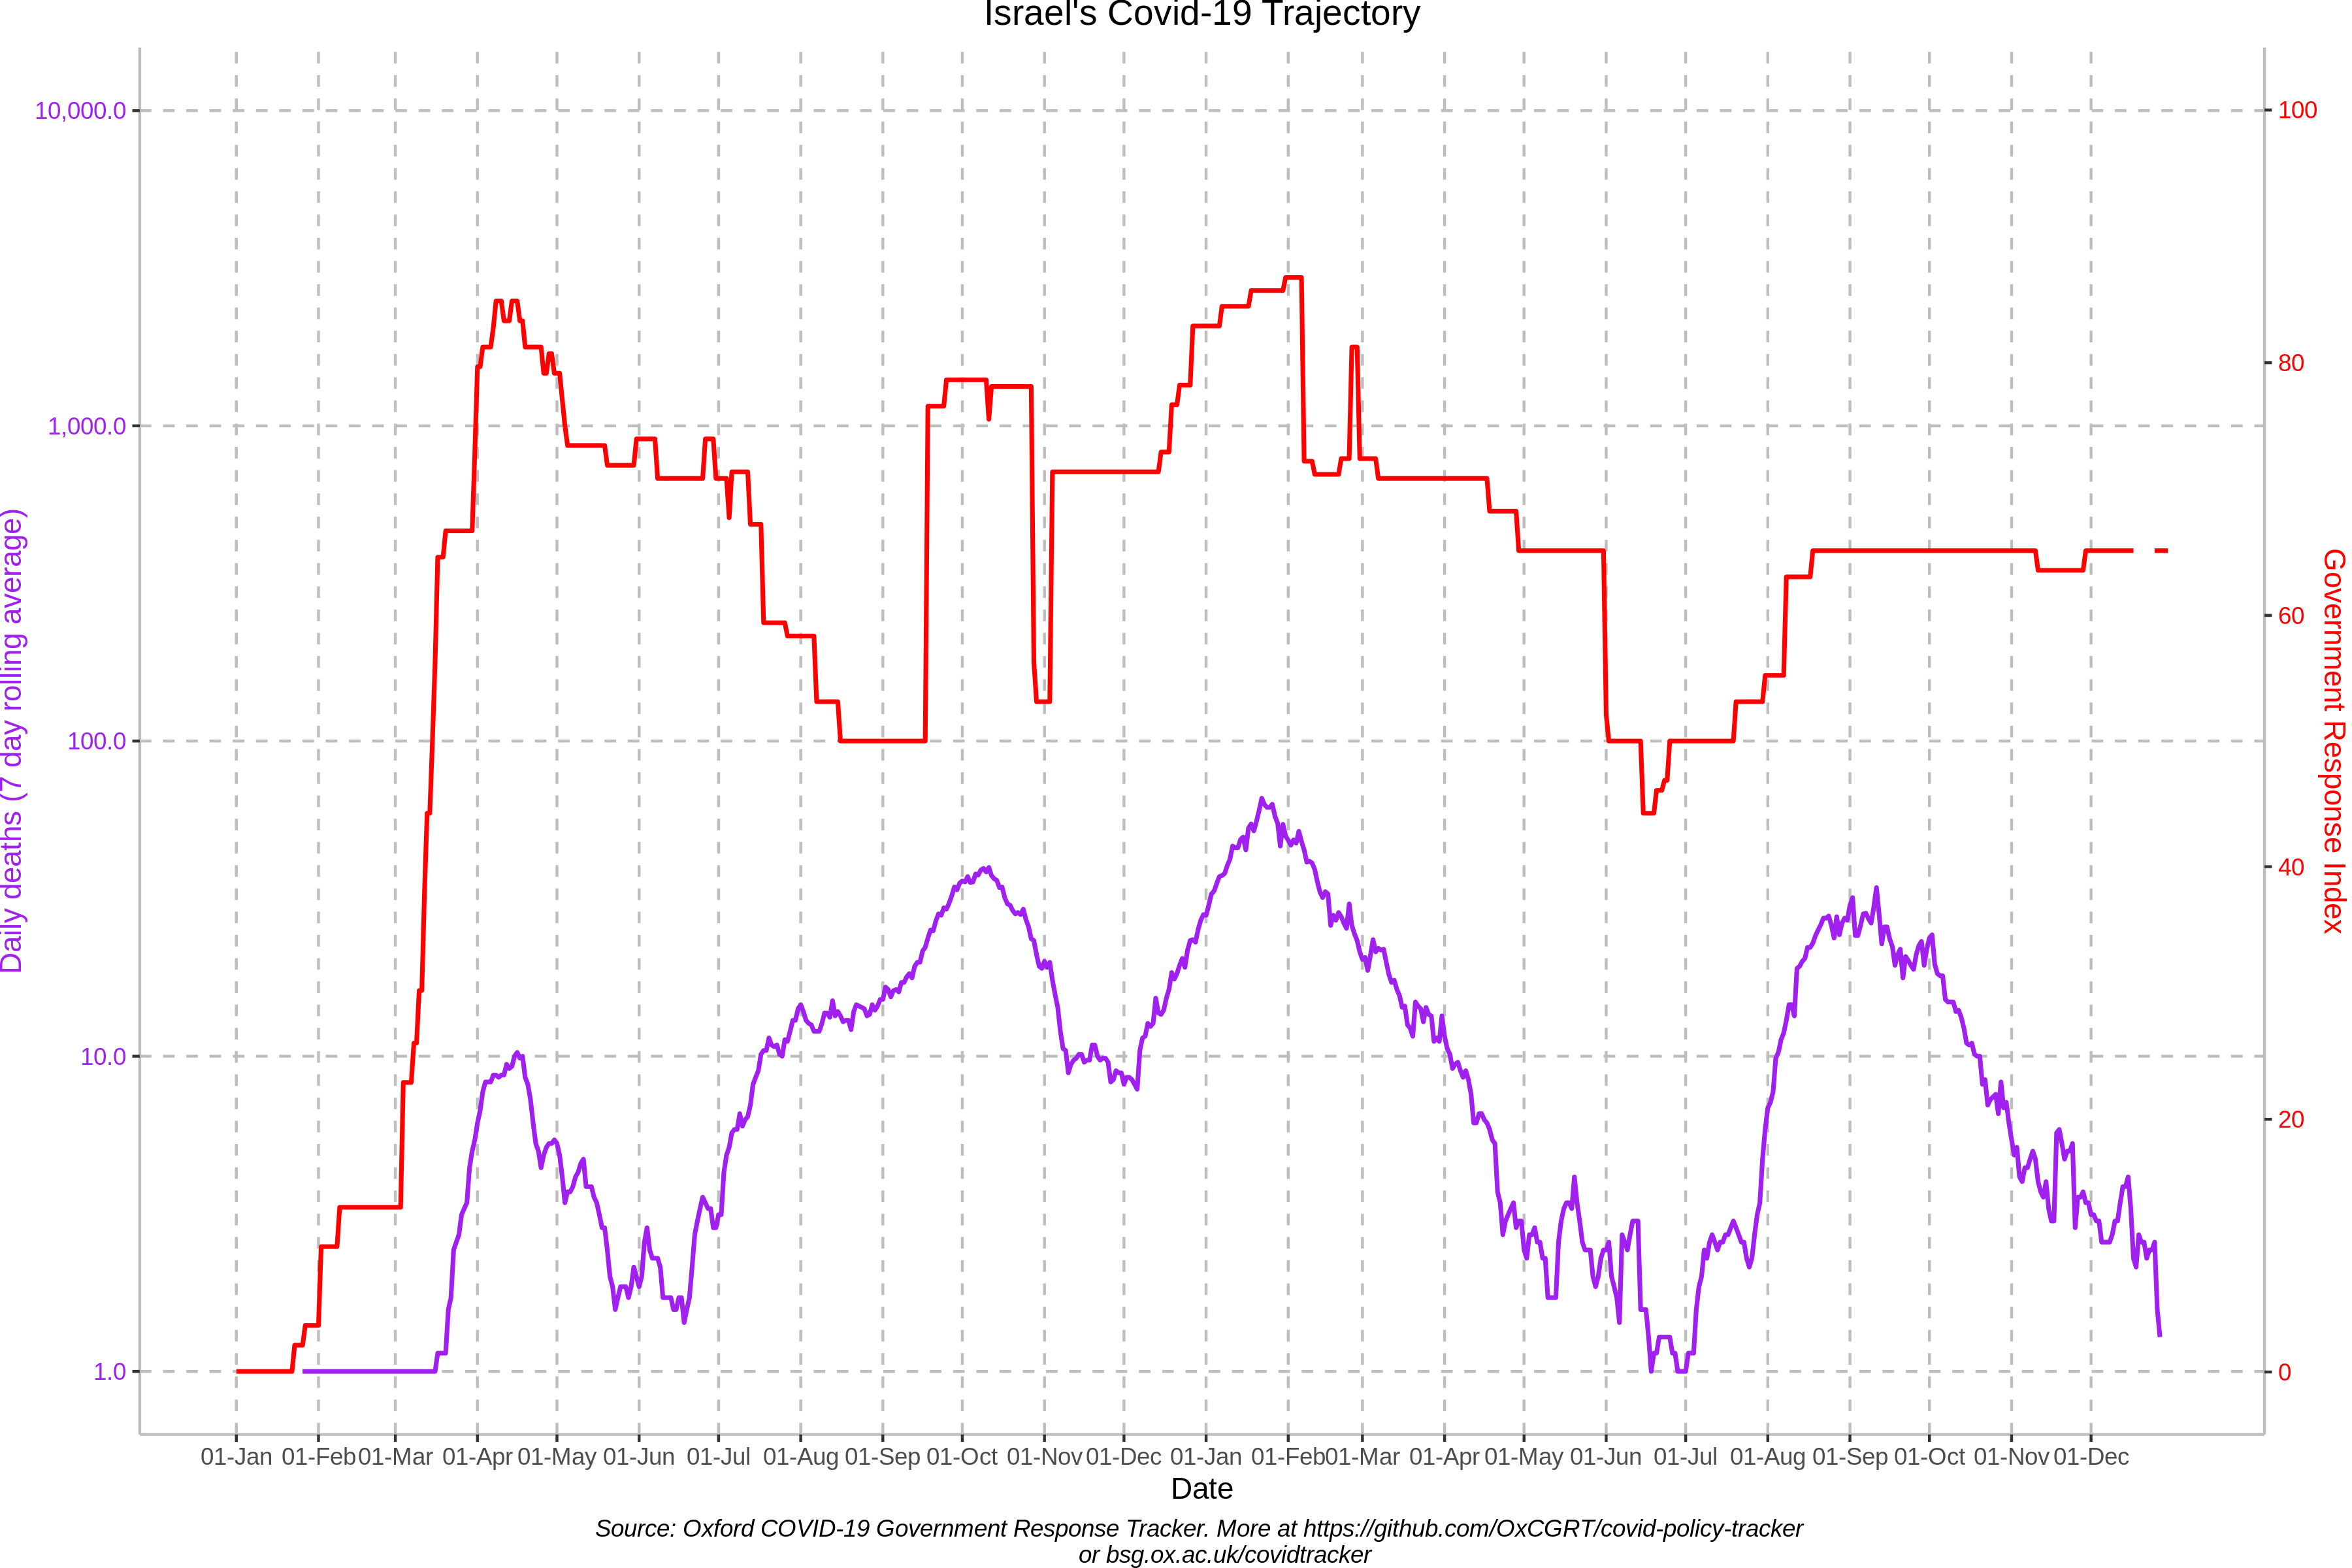 Israel's Covid-19 Trajectory
10,000.0
1,000.0
100.0
10.0
1.0
Daily deaths (7 day rolling average)
100
80
60
40
20
0
Government Response Index
01-Jan 01-Feb 01-Mar 01-Apr 01-May 01-Jun 01-Jul 01-Aug 01-Sep 01-Oct 01-Nov 01-Dec 01-Jan 01-Feb 01-Mar 01-Apr 01-May 01-Jun 01-Jul 01-Aug 01-Sep 01-Oct 01-Nov 01-Dec
Date
Source: Oxford COVID-19 Government Response Tracker. More at https://github.com/OxCGRT/covid-policy-tracker
or bsg.ox.ac.uk/covidtracker